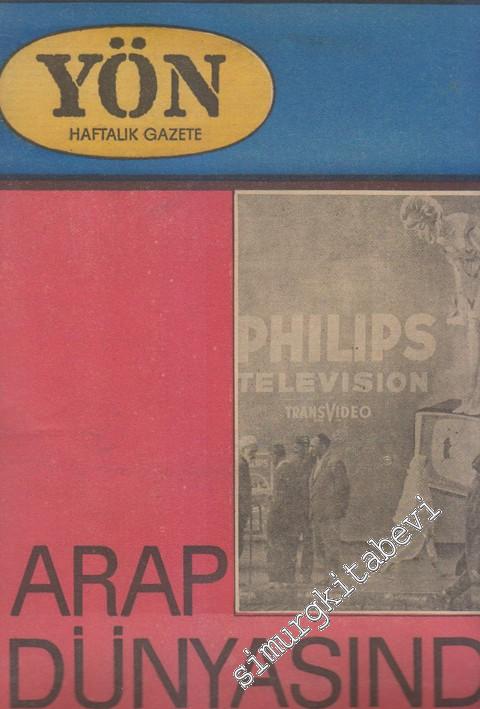 YÖN
HAFTALIK GAZETE
PHILIPS
TELEVISION
TRANSVIDEO
ARAP
DÜNYASIND
simurgkitabevi